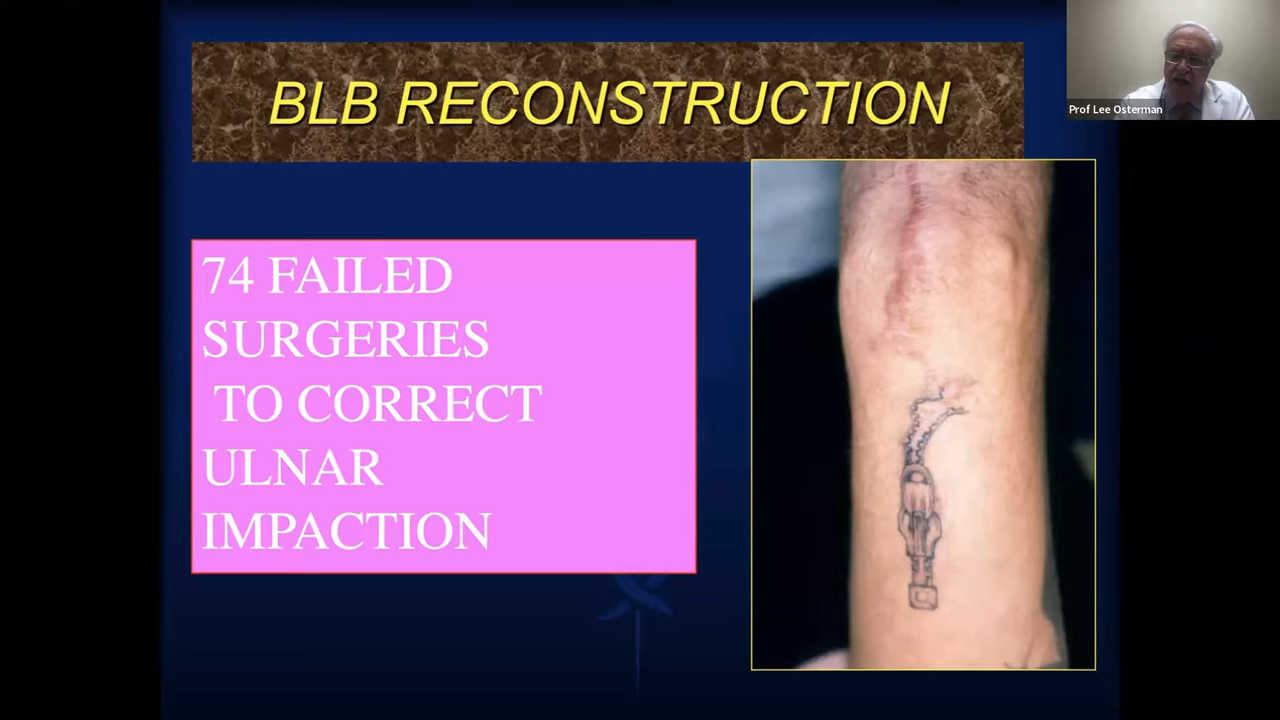 BLB RECONSTRUCTION
Prof Lee Osterman
74 FAILED
SURGERIES
TO CORRECT
ULNAR
IMPACTION